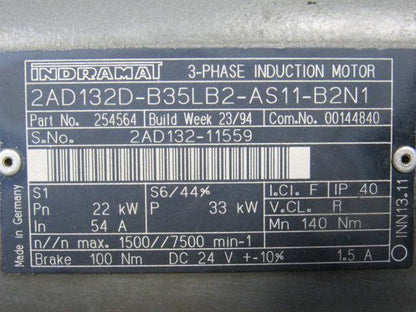 INDRAMAT 3-PHASE INDUCTION MOTOR
2AD132D-B35LB2-AS11-B2N1
Part No. 254564 Build Week 23/94 Com.No. 00144840
S.No. 2AD132-11559
S1 S6/44% I.Cl. F IP 40
Pn 22 kW P 33 kW V.CL. R
In 54 A Mn 140 Nm
n//n max. 1500//7500 min-1
Brake 100 Nm DC 24 V +-10% 1.5 A
Made in Germany
INN13.11